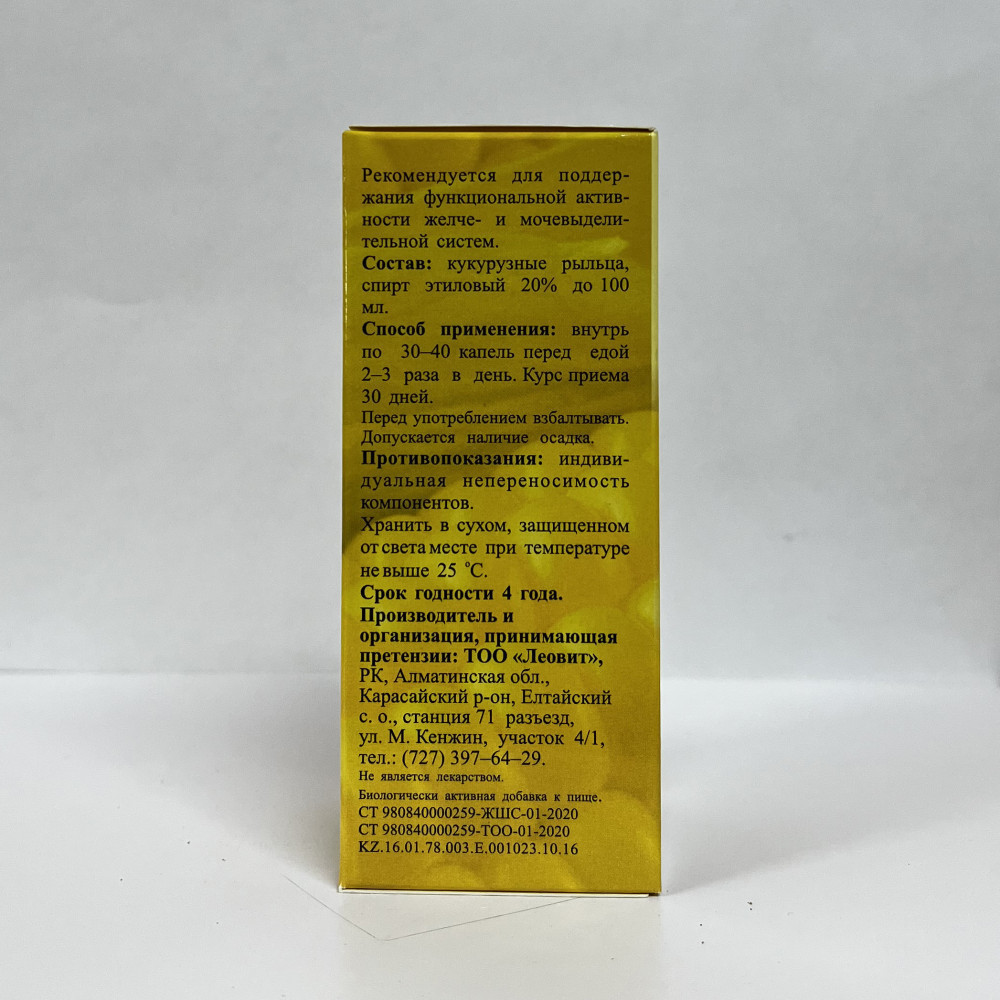 Рекомендуется для поддер-
жания функциональной актив-
ности желче- и мочевыдели-
тельной систем.
Состав: кукурузные рыльца,
спирт этиловый 20% до 100
мл.
Способ применения: внутрь
по 30–40 капель перед едой
2–3 раза в день. Курс приема
30 дней.
Перед употреблением взбалтывать.
Допускается наличие осадка.
Противопоказания: индиви-
дуальная непереносимость
компонентов.
Хранить в сухом, защищенном
от света месте при температуре
не выше 25 °С.
Срок годности 4 года.
Производитель и
организация, принимающая
претензии: ТОО «Леовит»,
РК, Алматинская обл.,
Карасайский р-он, Елтайский
с. о., станция 71 разъезд,
ул. М. Кенжин, участок 4/1,
тел.: (727) 397–64–29.
Не является лекарством.
Биологически активная добавка к пище.
СТ 980840000259-ЖШС-01-2020
СТ 980840000259-ТОО-01-2020
KZ.16.01.78.003.E.001023.10.16